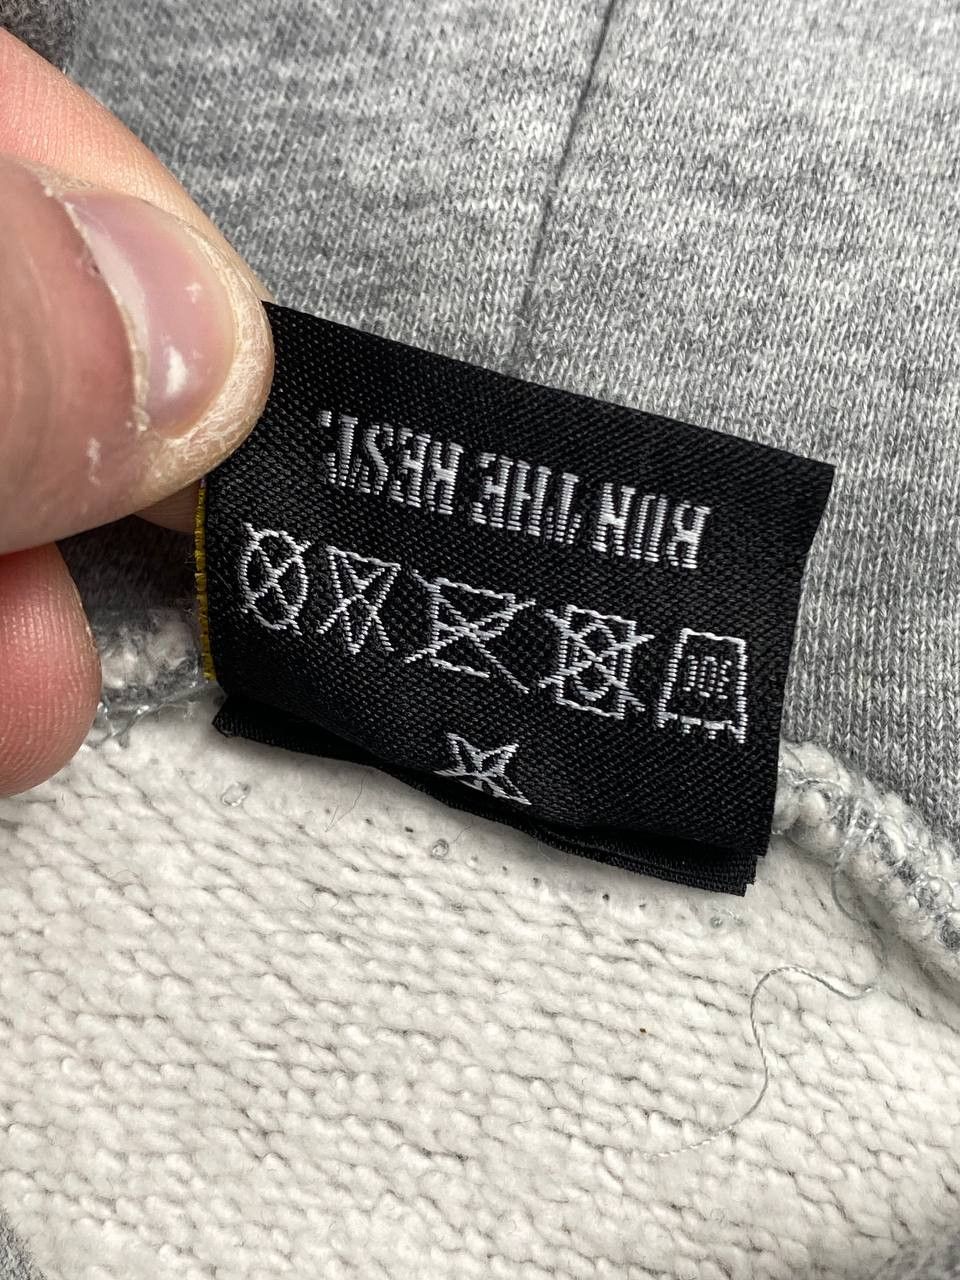 RUN THE REST.
30